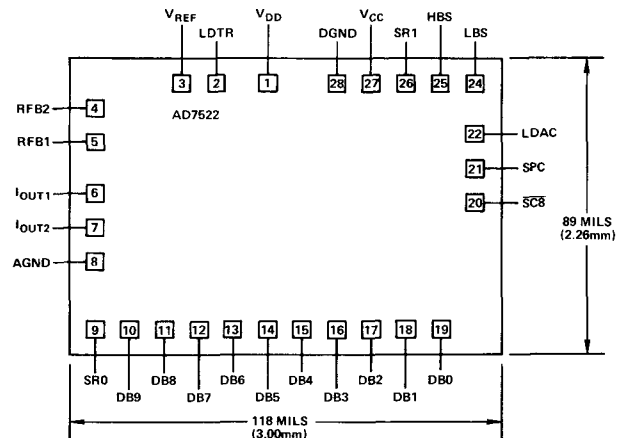 VREF
LDTR
VDD
DGND
VCC
SR1
HBS
LBS
3
2
1
28
27
26
25
24
AD7522
RFB2
4
RFB1
5
IOUT1
6
IOUT2
7
AGND
8
22
LDAC
21
SPC
20
SC8
89 MILS
(2.26mm)
9
10
11
12
13
14
15
16
17
18
19
SR0
DB9
DB8
DB7
DB6
DB5
DB4
DB3
DB2
DB1
DB0
118 MILS
(3.00mm)